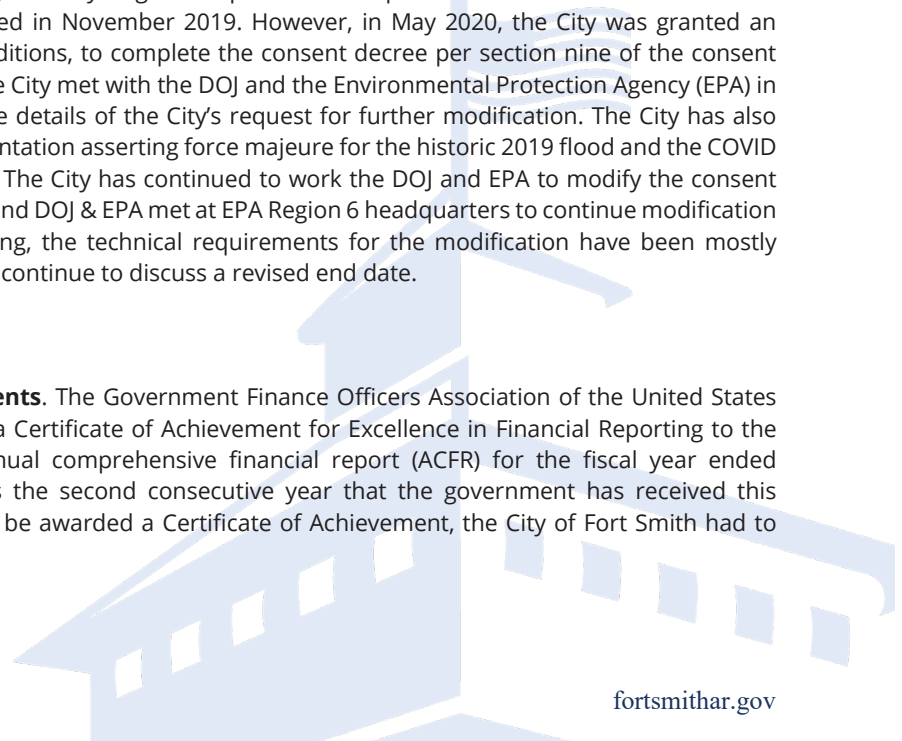 ed in November 2019. However, in May 2020, the City was granted an
ditions, to complete the consent decree per section nine of the consent
e City met with the DOJ and the Environmental Protection Agency (EPA) in
e details of the City's request for further modification. The City has also
ntation asserting force majeure for the historic 2019 flood and the COVID
The City has continued to work the DOJ and EPA to modify the consent
nd DOJ & EPA met at EPA Region 6 headquarters to continue modification
ng, the technical requirements for the modification have been mostly
continue to discuss a revised end date.
ents. The Government Finance Officers Association of the United States
a Certificate of Achievement for Excellence in Financial Reporting to the
nual comprehensive financial report (ACFR) for the fiscal year ended
s the second consecutive year that the government has received this
be awarded a Certificate of Achievement, the City of Fort Smith had to
fortsmithar.gov